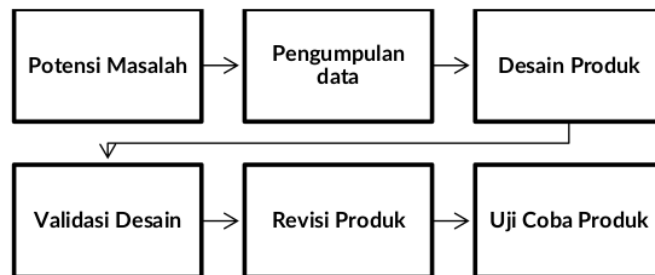 Potensi Masalah
Pengumpulan
data
Desain Produk
Validasi Desain
Revisi Produk
Uji Coba Produk